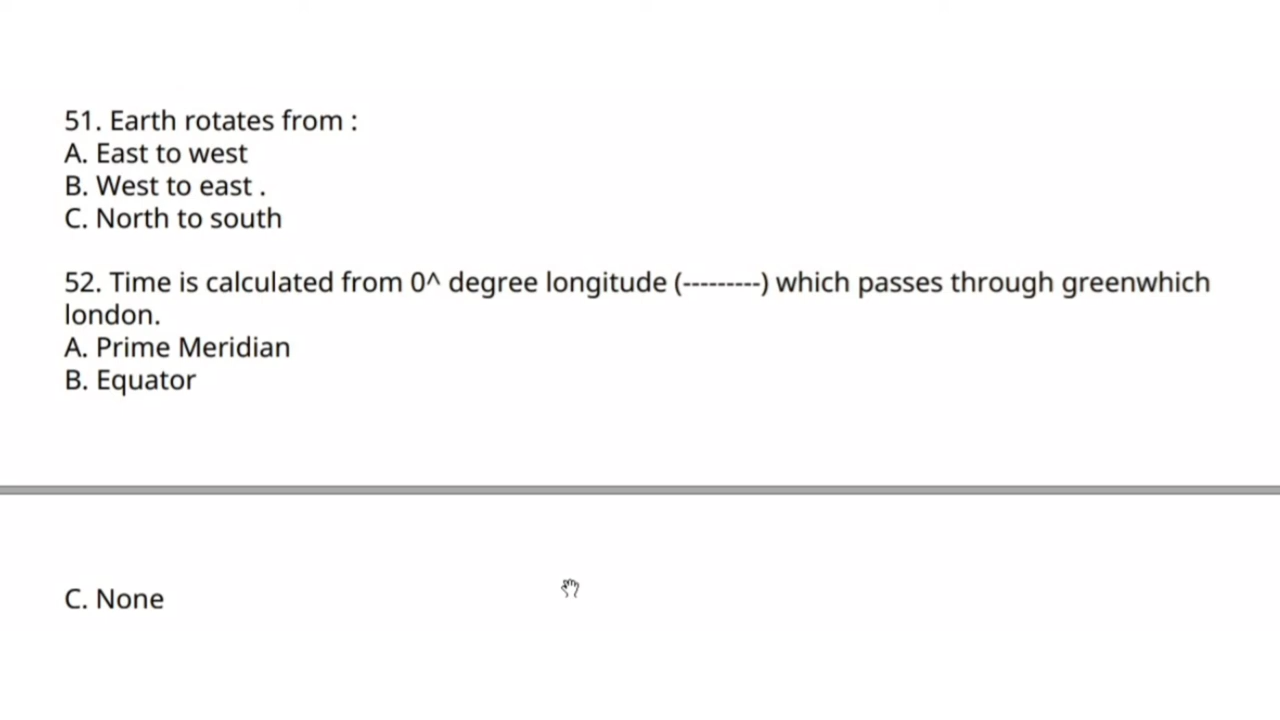 51. Earth rotates from :
A. East to west
B. West to east .
C. North to south
52. Time is calculated from 0^ degree longitude (---------) which passes through greenwhich
london.
A. Prime Meridian
B. Equator
C. None